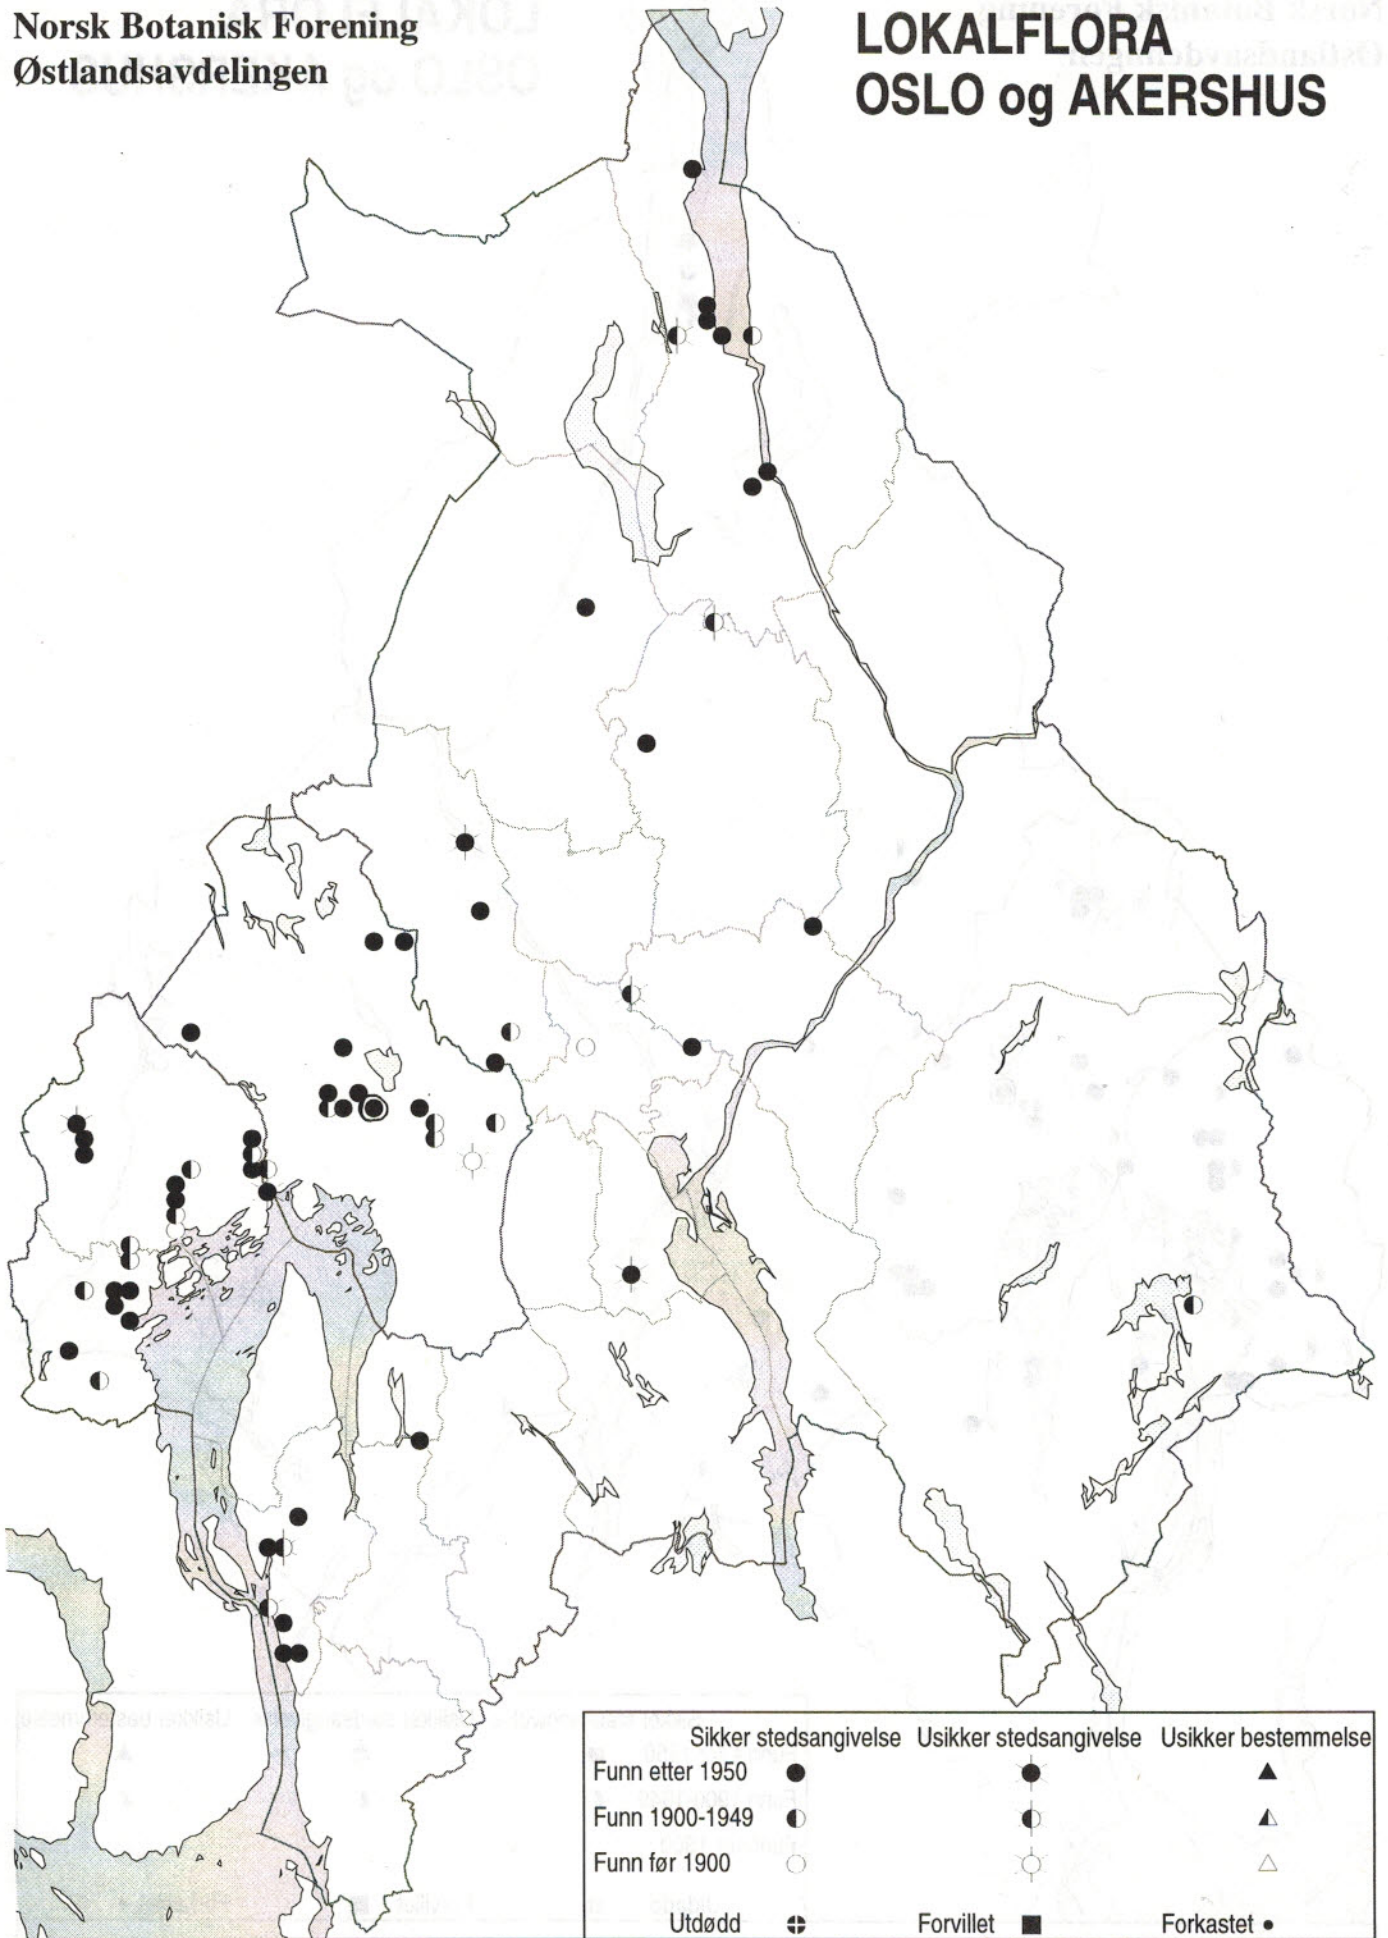 Norsk Botanisk Forening
Østlandsavdelingen
LOKALFLORA
OSLO og AKERSHUS
Sikker stedsangivelse Usikker stedsangivelse Usikker bestemmelse
Funn etter 1950
Funn 1900-1949
Funn før 1900
Utdødd Forvillet Forkastet